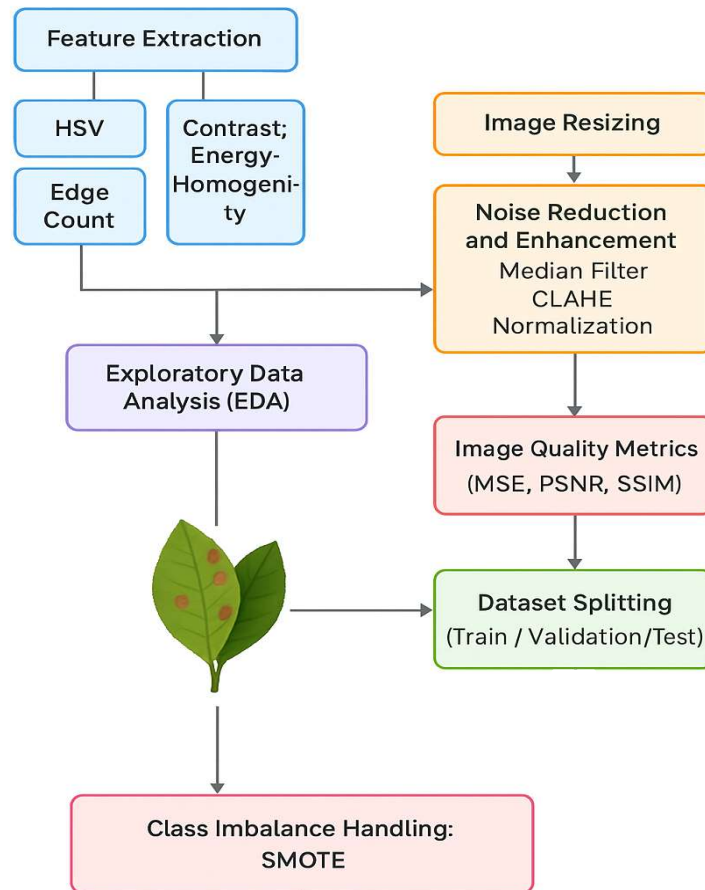 Feature Extraction
HSV
Contrast;
Energy-
Homogeni-
ty
Edge
Count
Exploratory Data
Analysis (EDA)
Image Resizing
Noise Reduction
and Enhancement
Median Filter
CLAHE
Normalization
Image Quality Metrics
(MSE, PSNR, SSIM)
Dataset Splitting
(Train / Validation/Test)
Class Imbalance Handling:
SMOTE